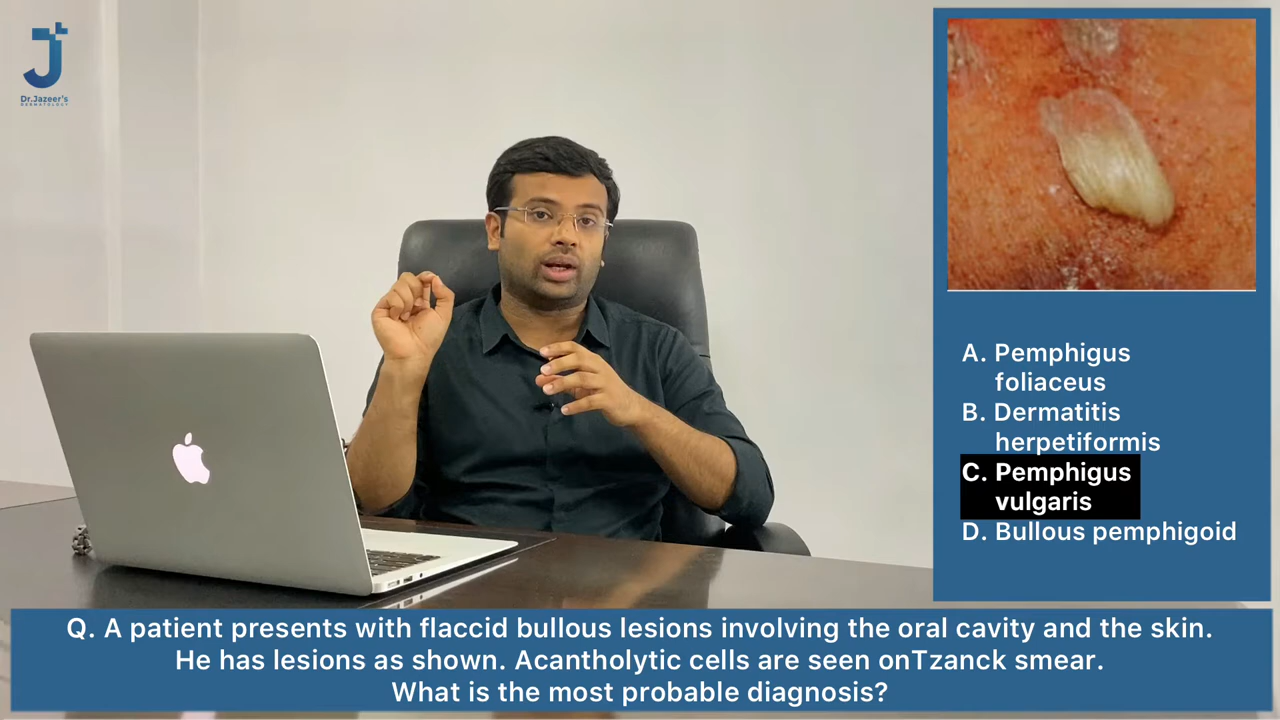 Dr.Jazeer's
DERMATOLOGY
A. Pemphigus
foliaceus
B. Dermatitis
herpetiformis
C. Pemphigus
vulgaris
D. Bullous pemphigoid
Q. A patient presents with flaccid bullous lesions involving the oral cavity and the skin.
He has lesions as shown. Acantholytic cells are seen onTzanck smear.
What is the most probable diagnosis?